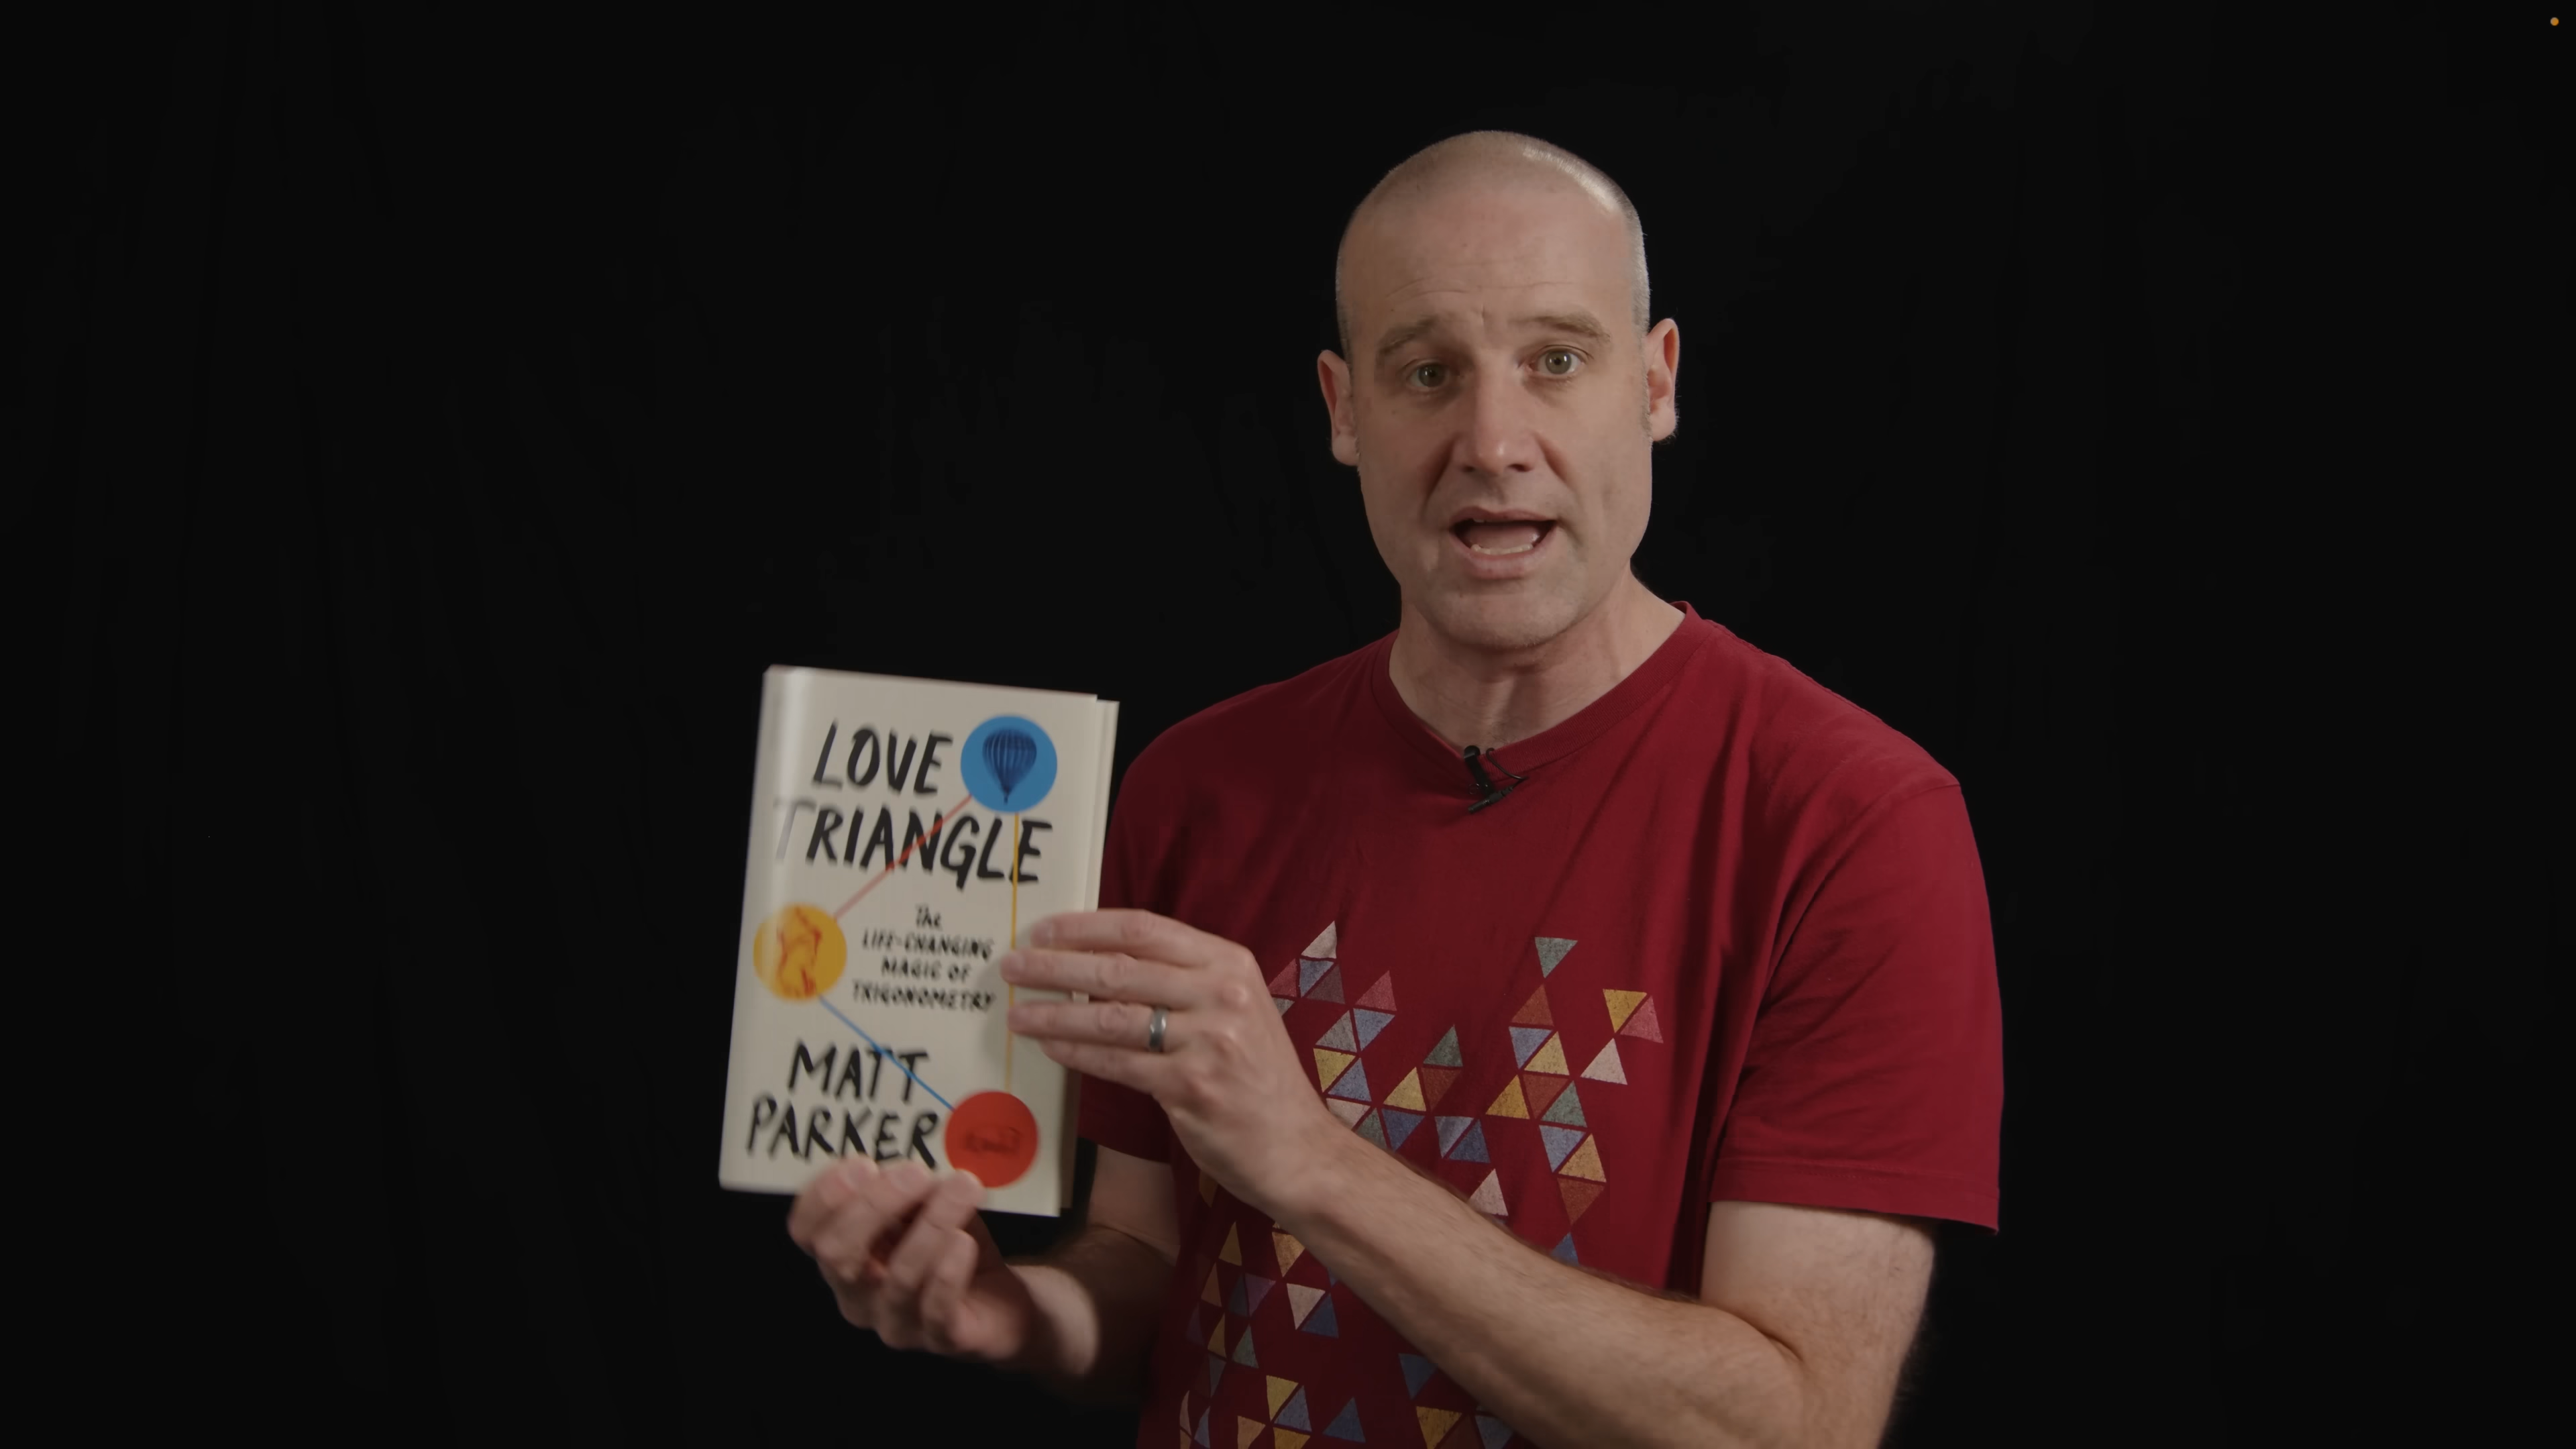 LOVE
TRIANGLE
The
LIFE-CHANGING
MAGIC OF
TRIGONOMETRY
MATT
PARKER